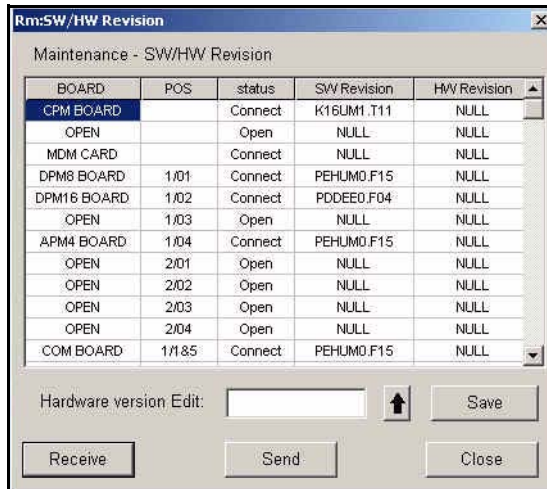 Rm:SW/HW Revision
Maintenance - SW/HW Revision
BOARD POS status SW Revision HW Revision
CPM BOARD Connect K16UM1.T11 NULL
OPEN Open NULL NULL
MDM CARD Connect NULL NULL
DPM8 BOARD 1/01 Connect PEHUM0.F15 NULL
DPM16 BOARD 1/02 Connect PDDEE0.F04 NULL
OPEN 1/03 Open NULL NULL
APM4 BOARD 1/04 Connect PEHUM0.F15 NULL
OPEN 2/01 Open NULL NULL
OPEN 2/02 Open NULL NULL
OPEN 2/03 Open NULL NULL
OPEN 2/04 Open NULL NULL
COM BOARD 1/1&5 Connect PEHUM0.F15 NULL
Hardware version Edit: Save
Receive Send Close